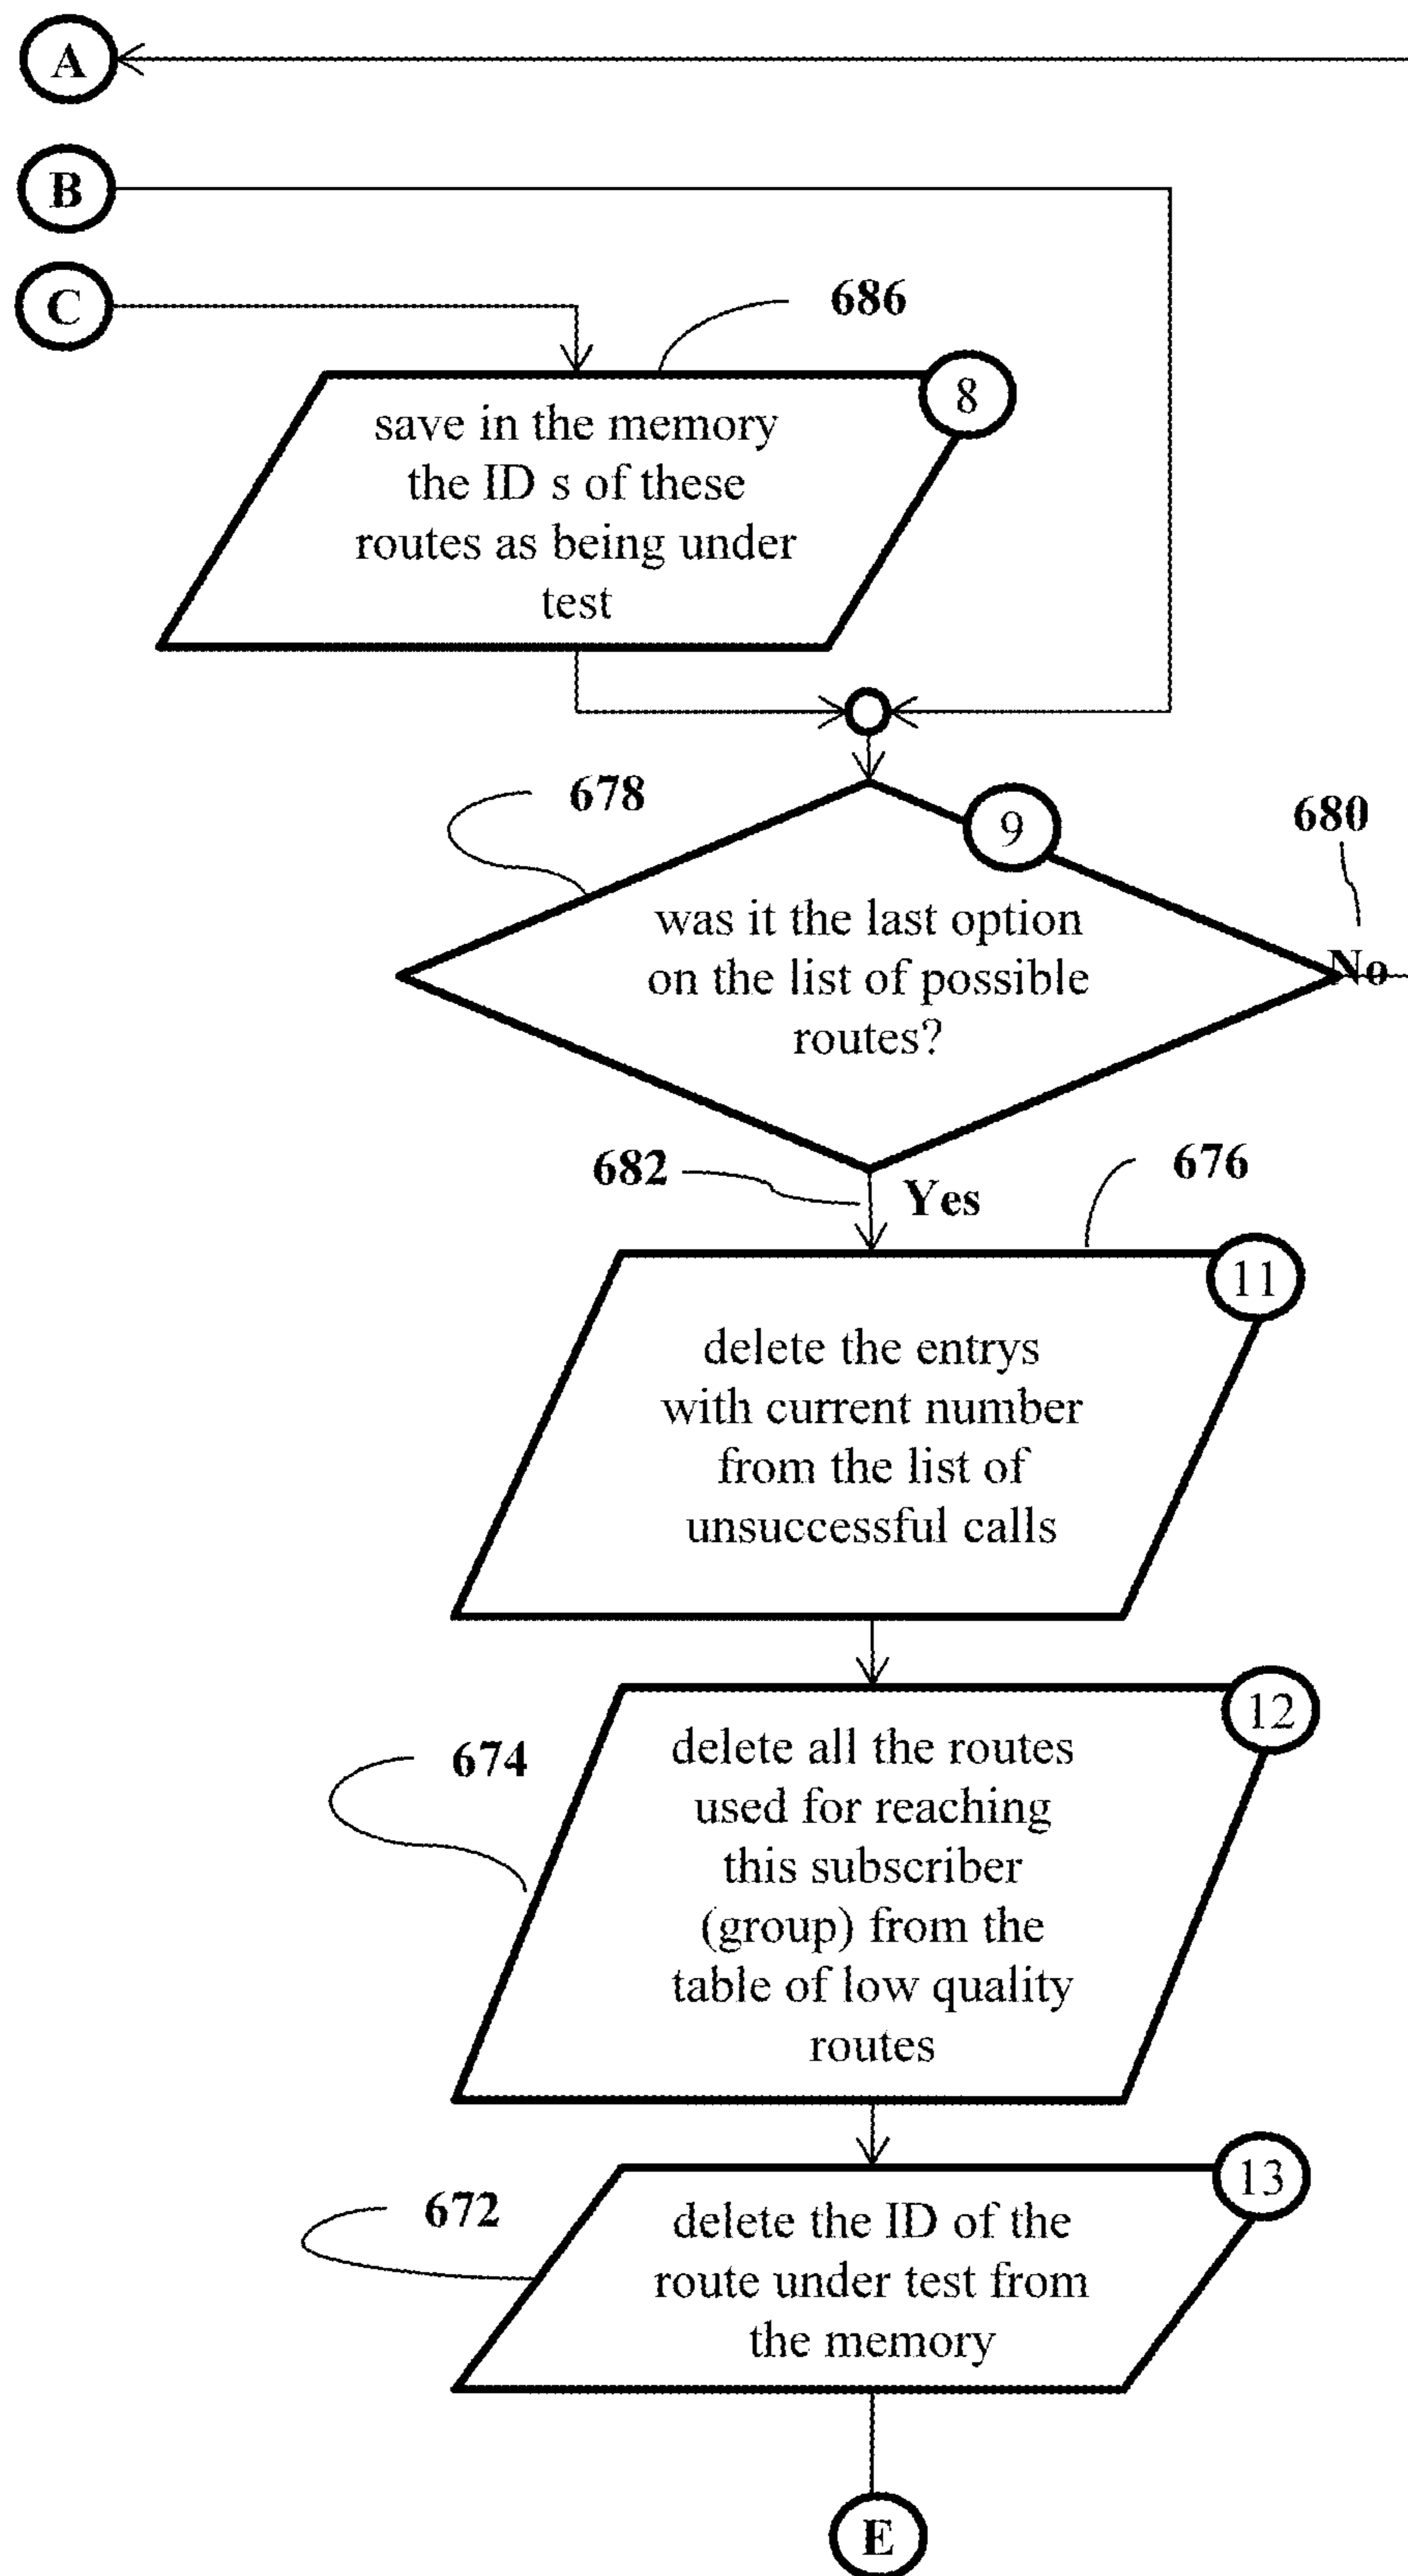 A
B
C
686
8
save in the memory
the ID s of these
routes as being under
test
678
9
680
was it the last option
on the list of possible
routes?
No
682
Yes
676
11
delete the entrys
with current number
from the list of
unsuccessful calls
12
674
delete all the routes
used for reaching
this subscriber
(group) from the
table of low quality
routes
13
672
delete the ID of the
route under test from
the memory
E